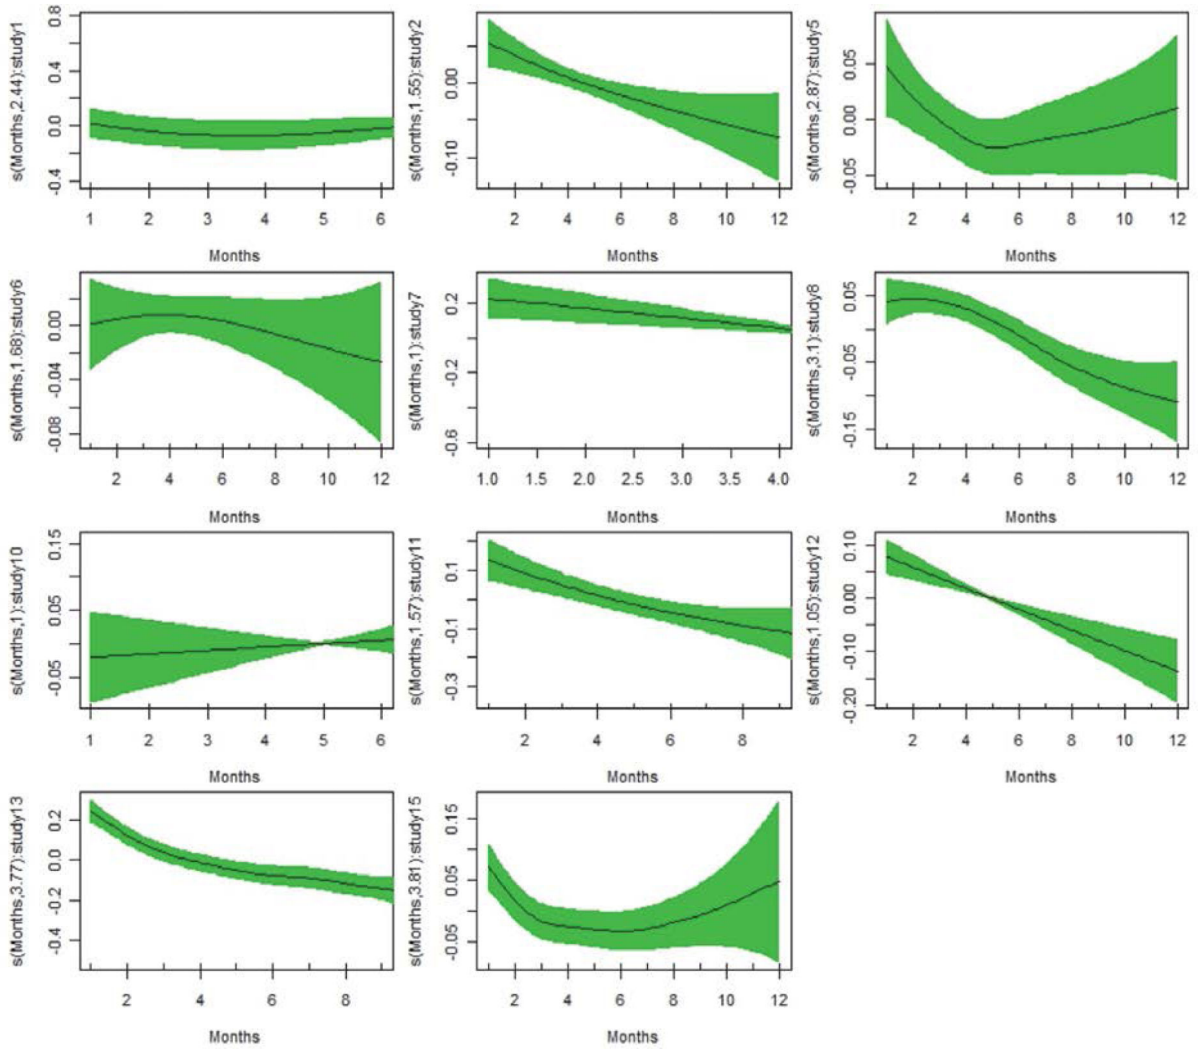 s(Months,2.44):study1
0.8
0.4
0.0
-0.4
1 2 3 4 5 6
Months
s(Months,1.55):study2
0.00
-0.10
2 4 6 8 10 12
Months
s(Months,2.87):study5
0.05
0.00
-0.05
2 4 6 8 10 12
Months
s(Months,1.68):study6
0.00
-0.04
-0.08
2 4 6 8 10 12
Months
s(Months,1):study7
0.2
-0.2
-0.6
1.0 1.5 2.0 2.5 3.0 3.5 4.0
Months
s(Months,3.1):study8
0.05
-0.05
-0.15
2 4 6 8 10 12
Months
s(Months,1):study10
0.15
0.05
-0.05
1 2 3 4 5 6
Months
s(Months,1.57):study11
0.1
-0.1
-0.3
2 4 6 8
Months
s(Months,1.05):study12
0.10
0.00
-0.10
-0.20
2 4 6 8 10 12
Months
s(Months,3.77):study13
0.2
0.0
-0.2
-0.4
2 4 6 8
Months
s(Months,3.81):study15
0.15
0.05
-0.05
2 4 6 8 10 12
Months